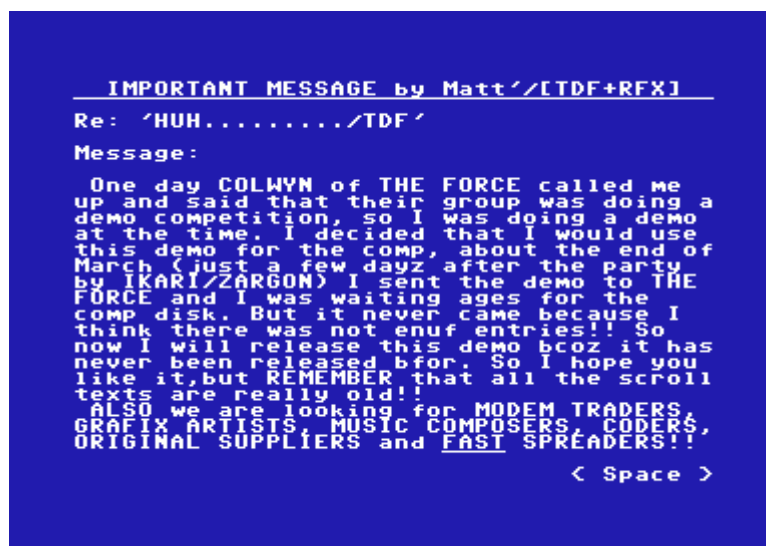 IMPORTANT MESSAGE by Matt'/[TDF+RFX]
Re: 'HUH........./TDF'
Message:
One day COLWYN of THE FORCE called me
up and said that their group was doing a
demo competition, so I was doing a demo
at the time. I decided that I would use
this demo for the comp, about the end of
March (just a few dayz after the party
by IKARI/ZARGON) I sent the demo to THE
FORCE and I was waiting ages for the
comp disk. But it never came because I
think there was not enuf entries!! So
now I will release this demo bcoz it has
never been released bfor. So I hope you
like it,but REMEMBER that all the scroll
texts are really old!!
ALSO we are looking for MODEM TRADERS,
GRAFIX ARTISTS, MUSIC COMPOSERS, CODERS,
ORIGINAL SUPPLIERS and FAST SPREADERS!!
< Space >